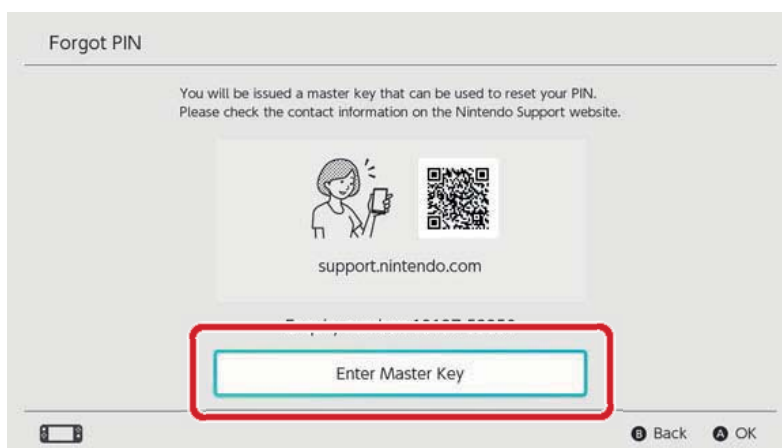 Forgot PIN
You will be issued a master key that can be used to reset your PIN.
Please check the contact information on the Nintendo Support website.
support.nintendo.com
Enter Master Key
B Back A OK